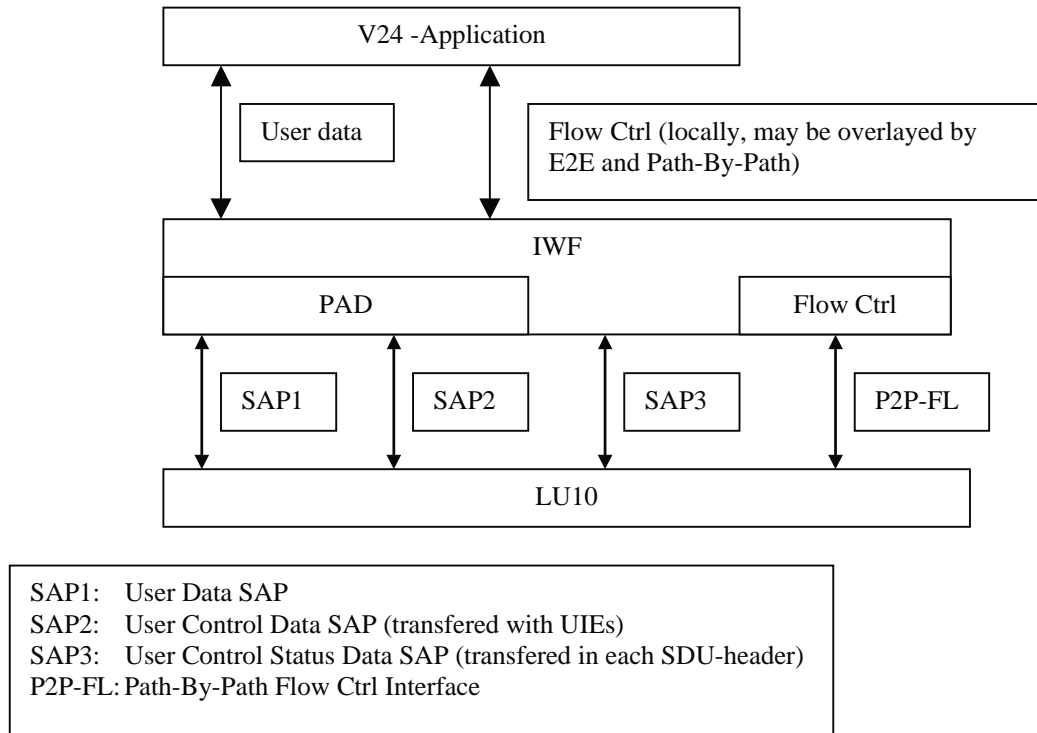 V24 -Application
User data
Flow Ctrl (locally, may be overlayed by
E2E and Path-By-Path)
IWF
PAD
Flow Ctrl
SAP1
SAP2
SAP3
P2P-FL
LU10
SAP1: User Data SAP
SAP2: User Control Data SAP (transfered with UIEs)
SAP3: User Control Status Data SAP (transfered in each SDU-header)
P2P-FL: Path-By-Path Flow Ctrl Interface